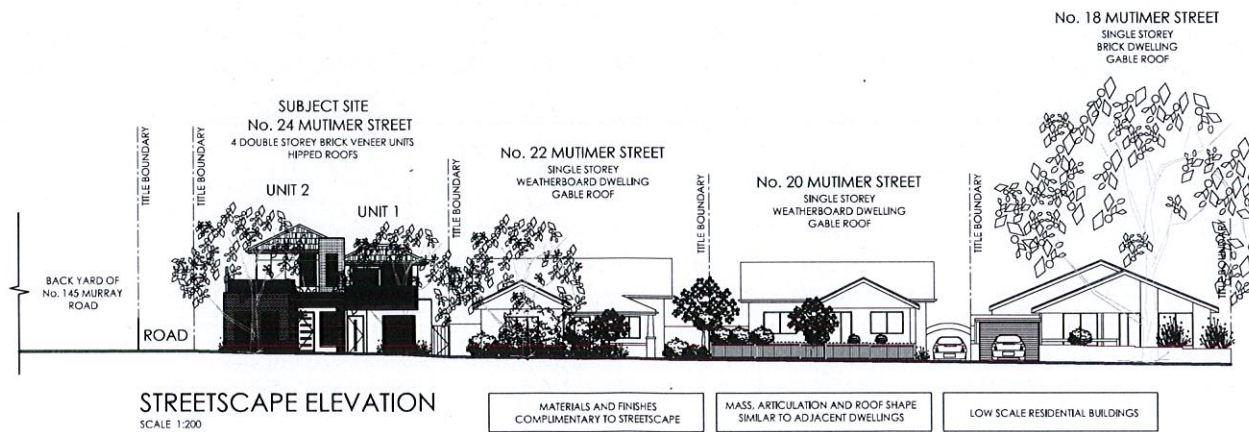 No. 18 MUTIMER STREET
SINGLE STOREY
BRICK DWELLING
GABLE ROOF
SUBJECT SITE
No. 24 MUTIMER STREET
4 DOUBLE STOREY BRICK VENEER UNITS
HIPPED ROOFS
UNIT 2
UNIT 1
No. 22 MUTIMER STREET
SINGLE STOREY
WEATHERBOARD DWELLING
GABLE ROOF
No. 20 MUTIMER STREET
SINGLE STOREY
WEATHERBOARD DWELLING
GABLE ROOF
TITLE BOUNDARY
TITLE BOUNDARY
TITLE BOUNDARY
TITLE BOUNDARY
TITLE BOUNDARY
TITLE BOUNDARY
BACK YARD OF
No. 145 MURRAY
ROAD
ROAD
STREETSCAPE ELEVATION
SCALE 1:200
MATERIALS AND FINISHES
COMPLIMENTARY TO STREETSCAPE
MASS, ARTICULATION AND ROOF SHAPE
SIMILAR TO ADJACENT DWELLINGS
LOW SCALE RESIDENTIAL BUILDINGS